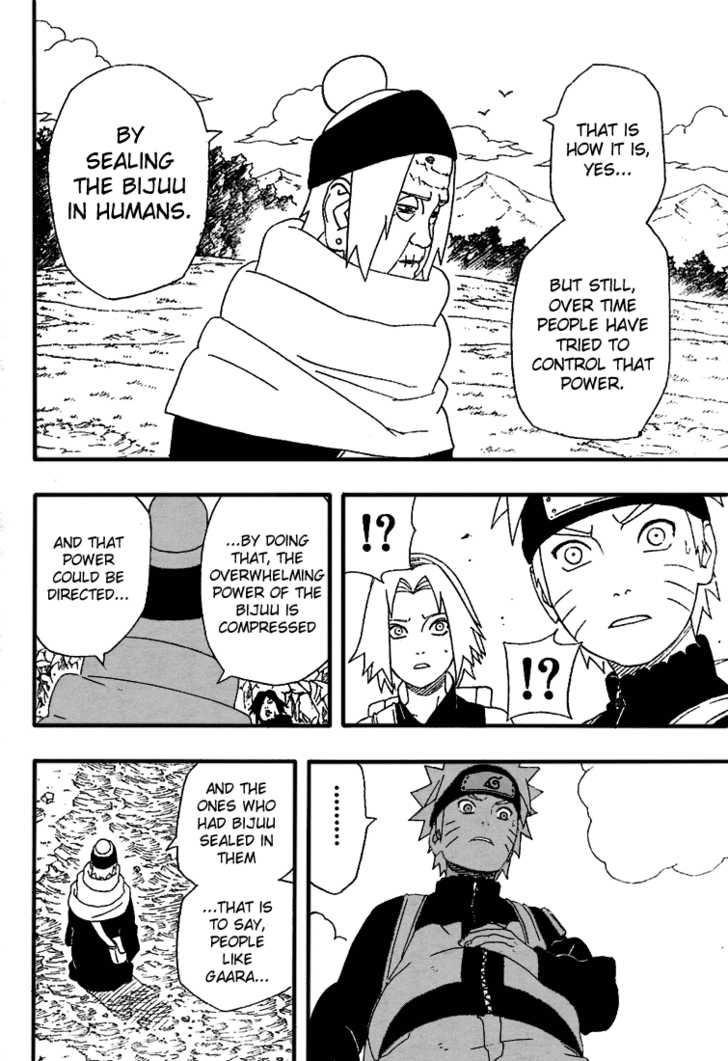 THAT IS
HOW IT IS,
YES...
BUT STILL,
OVER TIME
PEOPLE HAVE
TRIED TO
CONTROL THAT
POWER.
BY
SEALING
THE BIJUU
IN HUMANS.
!?
!?
...BY DOING
THAT, THE
OVERWHELMING
POWER OF THE
BIJUU IS
COMPRESSED
AND THAT
POWER
COULD BE
DIRECTED...
.........
AND THE
ONES WHO
HAD BIJUU
SEALED IN
THEM
...THAT IS
TO SAY,
PEOPLE
LIKE
GAARA...